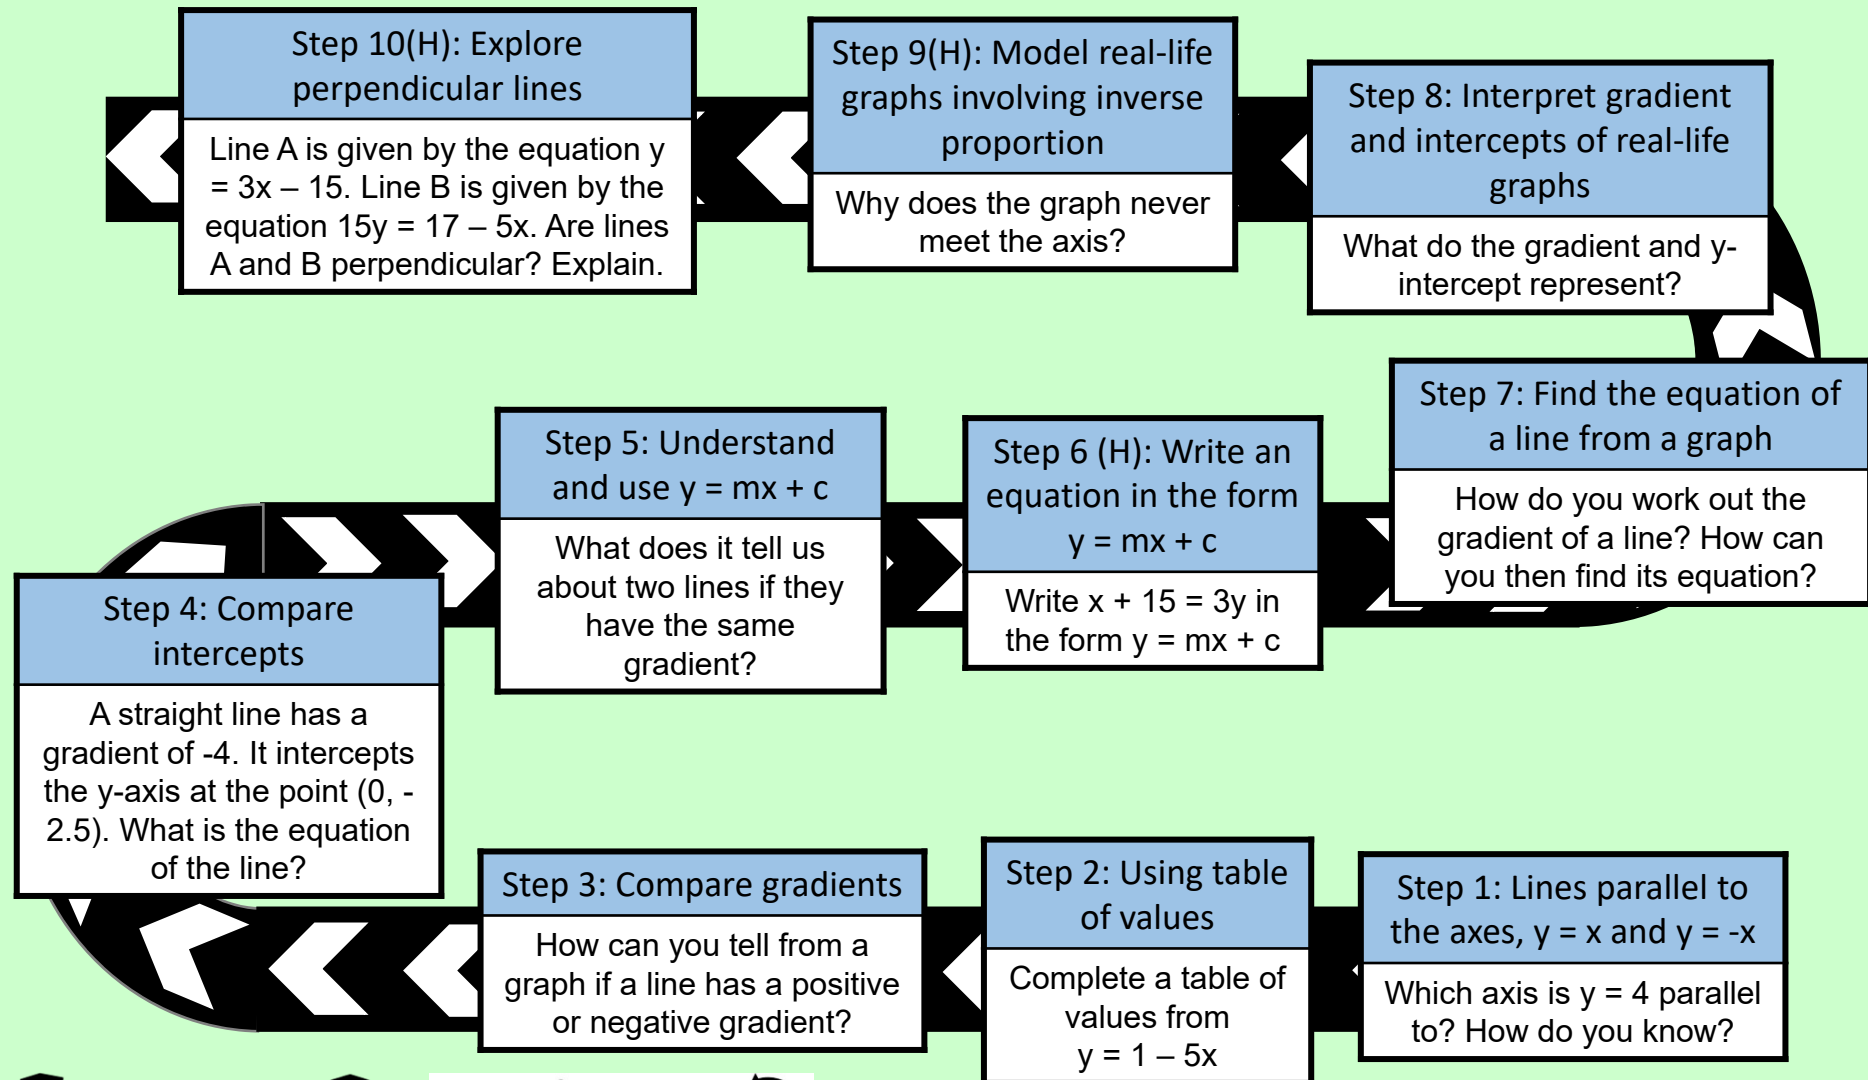 Step 10(H): Explore
perpendicular lines
Line A is given by the equation y
= 3x – 15. Line B is given by the
equation 15y = 17 – 5x. Are lines
A and B perpendicular? Explain.
Step 9(H): Model real-life
graphs involving inverse
proportion
Why does the graph never
meet the axis?
Step 8: Interpret gradient
and intercepts of real-life
graphs
What do the gradient and y-
intercept represent?
Step 7: Find the equation of
a line from a graph
How do you work out the
gradient of a line? How can
you then find its equation?
Step 5: Understand
and use y = mx + c
What does it tell us
about two lines if they
have the same
gradient?
Step 6 (H): Write an
equation in the form
y = mx + c
Write x + 15 = 3y in
the form y = mx + c
Step 4: Compare
intercepts
A straight line has a
gradient of -4. It intercepts
the y-axis at the point (0, -
2.5). What is the equation
of the line?
Step 3: Compare gradients
How can you tell from a
graph if a line has a positive
or negative gradient?
Step 2: Using table
of values
Complete a table of
values from
y = 1 – 5x
Step 1: Lines parallel to
the axes, y = x and y = -x
Which axis is y = 4 parallel
to? How do you know?